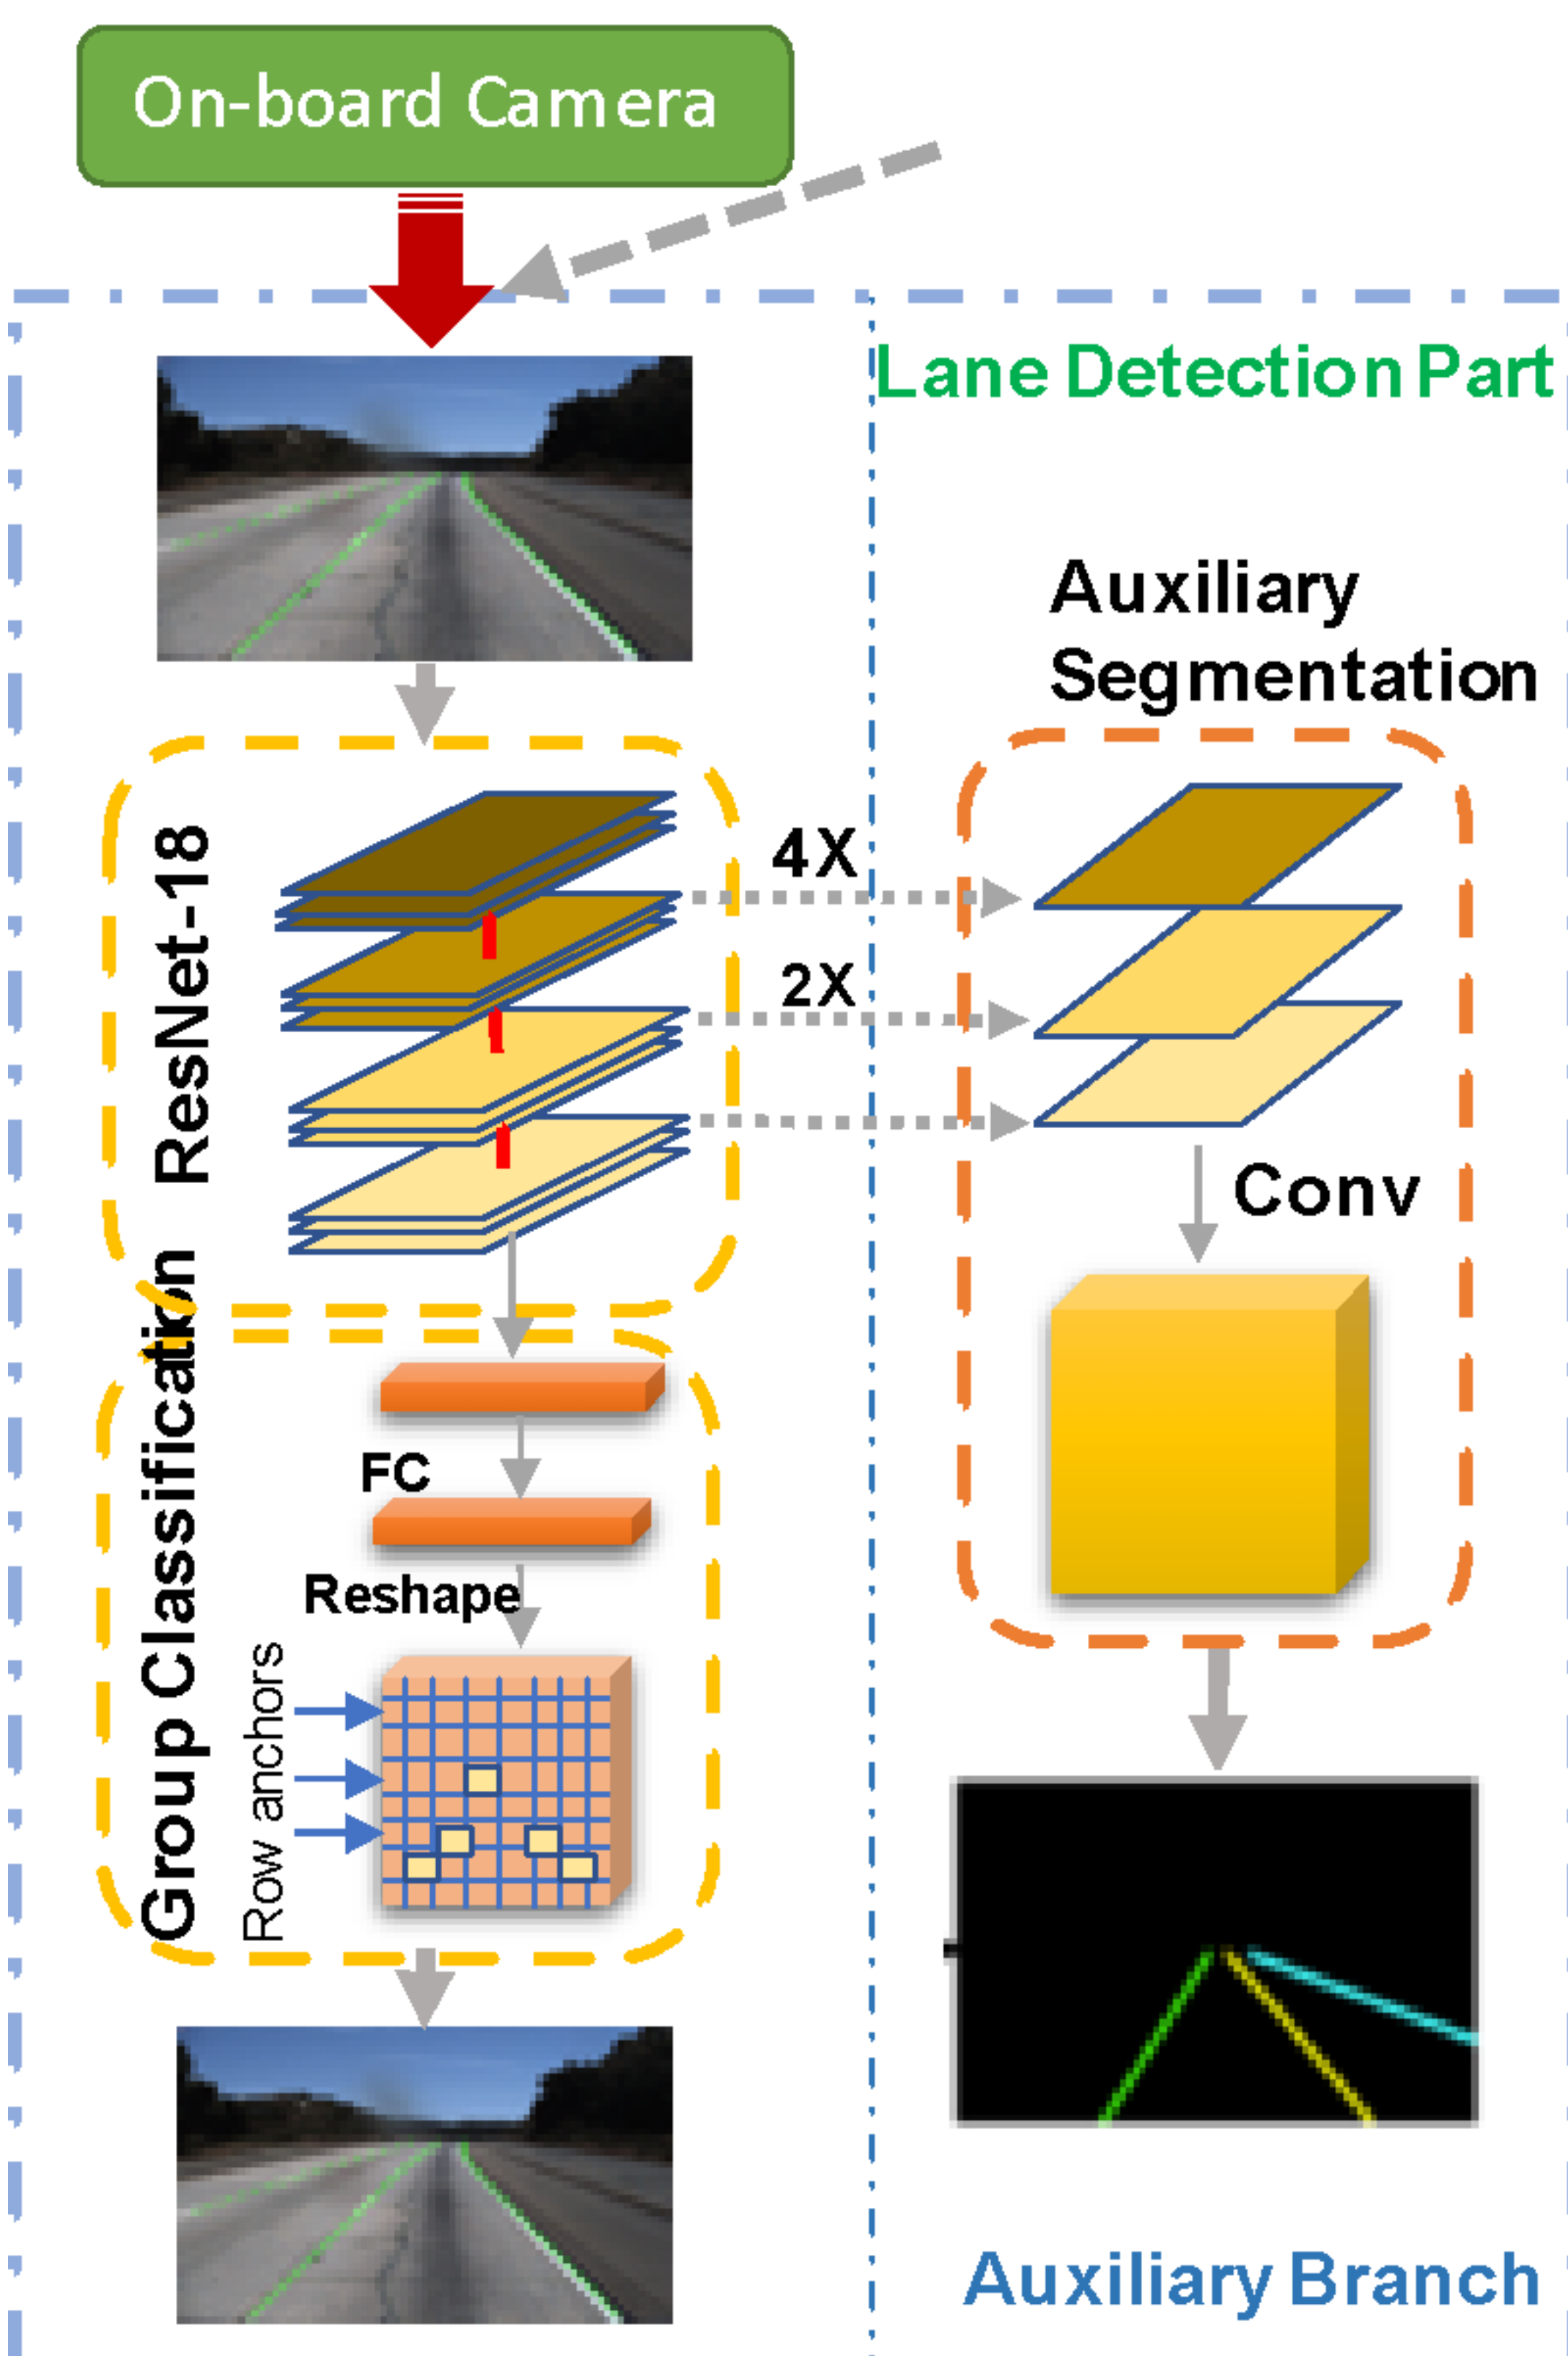 On-board Camera
Lane Detection Part
Auxiliary
Segmentation
ResNet-18
4X
2X
Conv
Group Classification
FC
Reshape
Row anchors
Auxiliary Branch